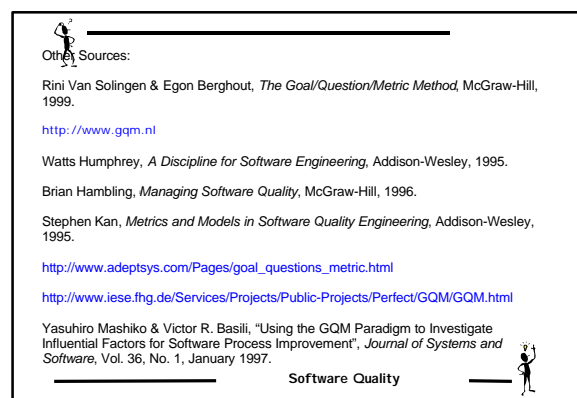 Other Sources:
Rini Van Solingen & Egon Berghout, The Goal/Question/Metric Method, McGraw-Hill,
1999.
http://www.gqm.nl
Watts Humphrey, A Discipline for Software Engineering, Addison-Wesley, 1995.
Brian Hambling, Managing Software Quality, McGraw-Hill, 1996.
Stephen Kan, Metrics and Models in Software Quality Engineering, Addison-Wesley,
1995.
http://www.adeptsys.com/Pages/goal_questions_metric.html
http://www.iese.fhg.de/Services/Projects/Public-Projects/Perfect/GQM/GQM.html
Yasuhiro Mashiko & Victor R. Basili, “Using the GQM Paradigm to Investigate
Influential Factors for Software Process Improvement”, Journal of Systems and
Software, Vol. 36, No. 1, January 1997.
Software Quality